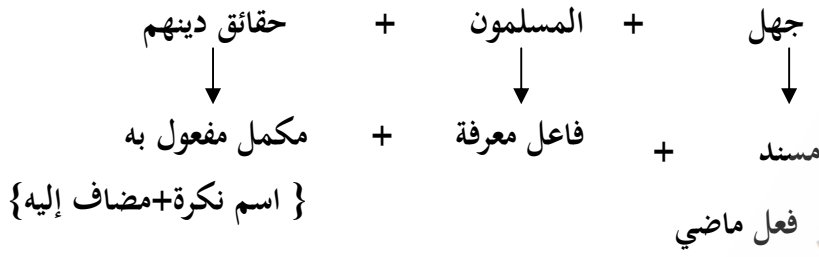 جهل + المسلمون + حقائق دينهم
مسند + فاعل معرفة + مكمل مفعول به
فعل ماضي { اسم نكرة+مضاف إليه}